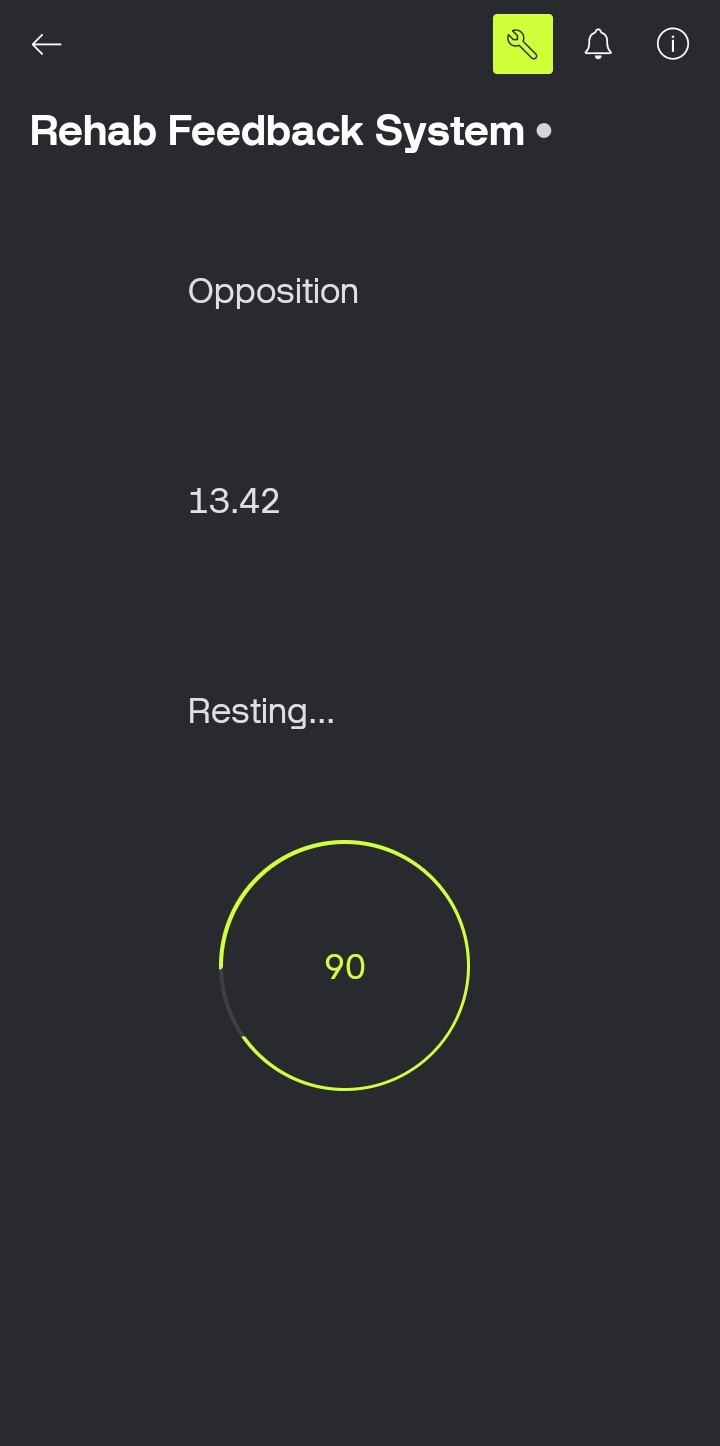 Rehab Feedback System
Opposition
13.42
Resting...
90